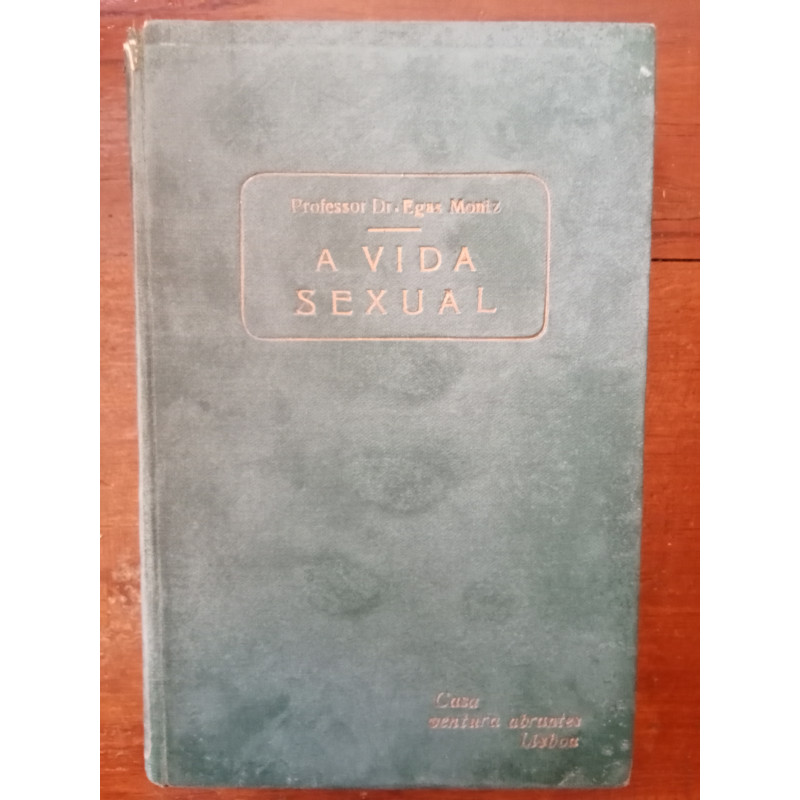 Professor Dr. Egas Moniz
A VIDA
SEXUAL
Casa
ventura abrantes
Lisboa